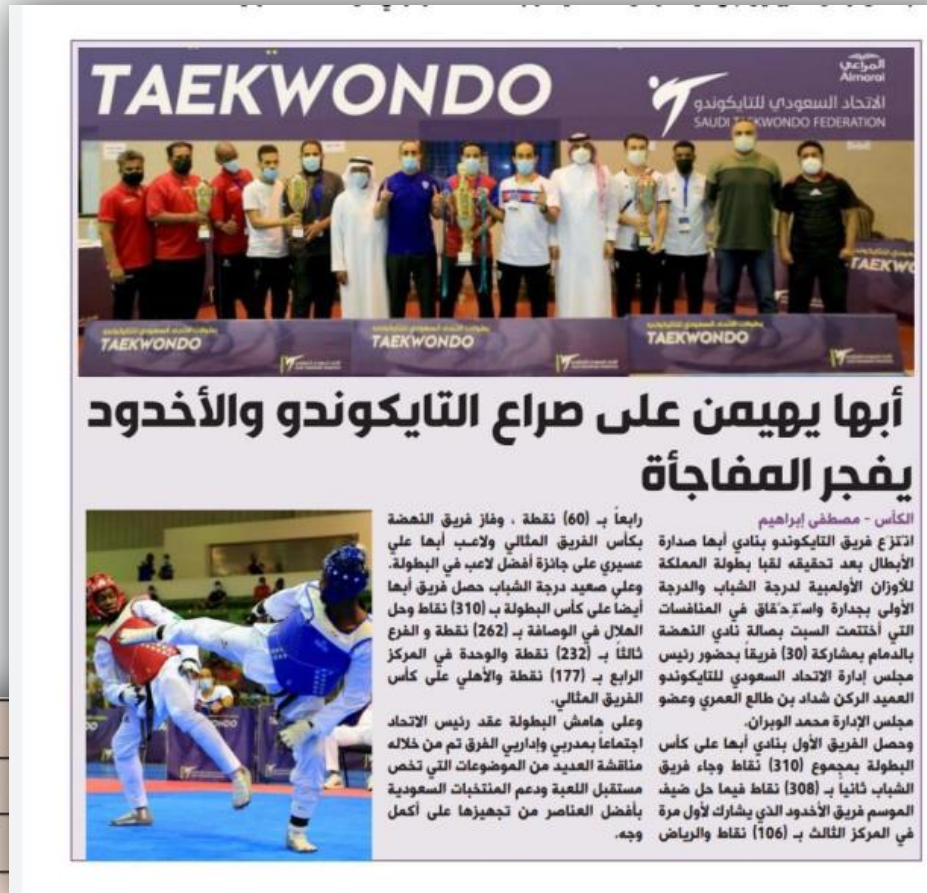 TAEKWONDO
المراعي
Almarai
الاتحاد السعودي للتايكوندو
SAUDI TAEKWONDO FEDERATION
TAEKWO
TAEKWONDO
TAEKWONDO
TAEKWONDO
أبها يهيمن على صراع التايكوندو والأخدود
يفجر المفاجأة
الكأس - مصطفى إبراهيم
انتزع فريق التايكوندو بنادي أبها صدارة
الأبطال بعد تحقيقه لقبا بطولة المملكة
للأوزان الأولمبية لدرجة الشباب والدرجة
الأولى بجدارة واستحقاق في المنافسات
التي أختتمت السبت بصالة نادي النهضة
بالدمام بمشاركة (30) فريقاً بحضور رئيس
مجلس إدارة الاتحاد السعودي للتايكوندو
العميد الركن شداد بن طالع العمري وعضو
مجلس الإدارة محمد الوبران.
وحصل الفريق الأول بنادي أبها على كأس
البطولة بمجموع (310) نقاط وجاء فريق
الشباب ثانياً بـ (308) نقاط فيما حل ضيف
الموسم فريق الأخدود الذي يشارك لأول مرة
في المركز الثالث بـ (106) نقاط والرياض
رابعاً بـ (60) نقطة ، وفاز فريق النهضة
بكأس الفريق المثالي ولاعب أبها علي
عسيري على جائزة أفضل لاعب في البطولة.
وعلى صعيد درجة الشباب حصل فريق أبها
أيضا على كأس البطولة بـ (310) نقاط وحل
الهلال في الوصافة بـ (262) نقطة و الفرع
ثالثاً بـ (232) نقطة والوحدة في المركز
الرابع بـ (177) نقطة والأهلي على كأس
الفريق المثالي.
وعلى هامش البطولة عقد رئيس الاتحاد
اجتماعاً بمدربي وإداريي الفرق تم من خلاله
مناقشة العديد من الموضوعات التي تخص
مستقبل اللعبة ودعم المنتخبات السعودية
بأفضل العناصر من تجهيزها على أكمل
وجه.